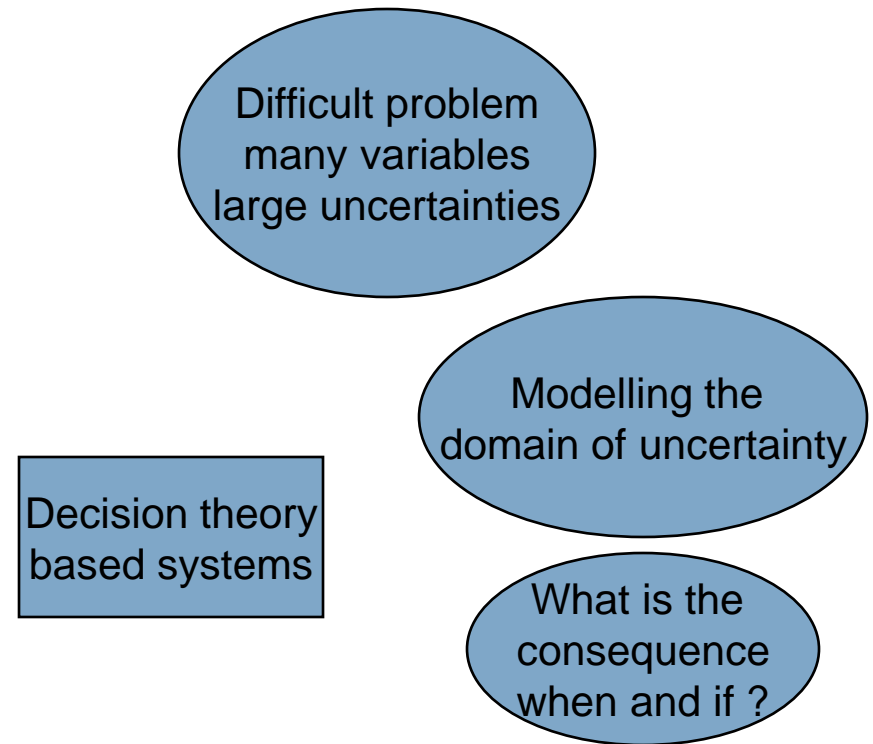 Difficult problem
many variables
large uncertainties
Modelling the
domain of uncertainty
Decision theory
based systems
What is the
consequence
when and if ?